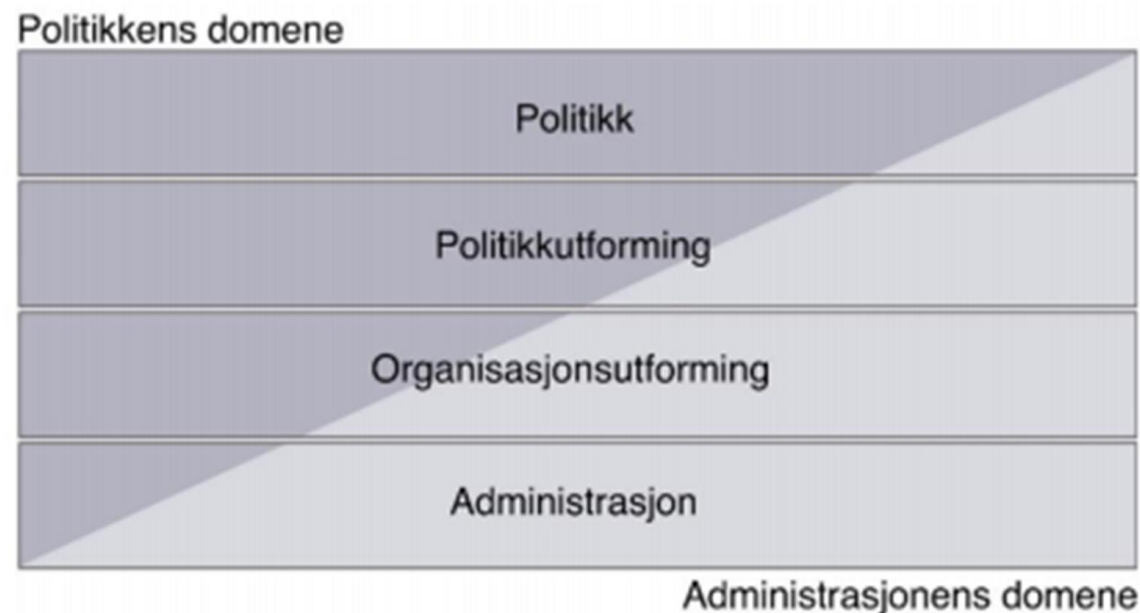 Politikkens domene
Politikk
Politikkutforming
Organisasjonsutforming
Administrasjon
Administrasjonens domene